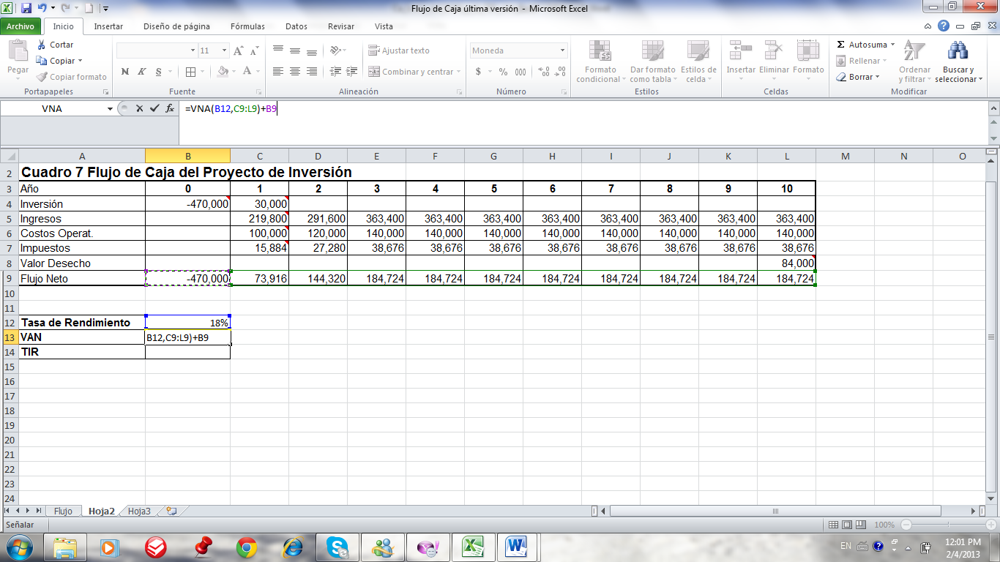 Flujo de Caja última versión - Microsoft Excel
Archivo Inicio Insertar Diseño de página Fórmulas Datos Revisar Vista
Pegar Cortar Copiar Copiar formato
Portapapeles
11
N K S A
Fuente
Ajustar texto
Combinar y centrar
Alineación
Moneda
$ % 000
Número
Formato condicional Dar formato como tabla Estilos de celda
Estilos
Insertar Eliminar Formato
Celdas
Σ Autosuma
Rellenar
Borrar
Ordenar y filtrar Buscar y seleccionar
Modificar
VNA fx =VNA(B12,C9:L9)+B9
A B C D E F G H I J K L M N O
2 Cuadro 7 Flujo de Caja del Proyecto de Inversión
3 Año 0 1 2 3 4 5 6 7 8 9 10
4 Inversión -470,000 30,000
5 Ingresos 219,800 291,600 363,400 363,400 363,400 363,400 363,400 363,400 363,400 363,400
6 Costos Operat. 100,000 120,000 140,000 140,000 140,000 140,000 140,000 140,000 140,000 140,000
7 Impuestos 15,884 27,280 38,676 38,676 38,676 38,676 38,676 38,676 38,676 38,676
8 Valor Desecho 84,000
9 Flujo Neto -470,000 73,916 144,320 184,724 184,724 184,724 184,724 184,724 184,724 184,724 184,724
10
11
12 Tasa de Rendimiento 18%
13 VAN B12,C9:L9)+B9
14 TIR
15
16
17
18
19
20
21
22
23
24
Flujo Hoja2 Hoja3
Señalar 100%
EN 12:01 PM
2/4/2013